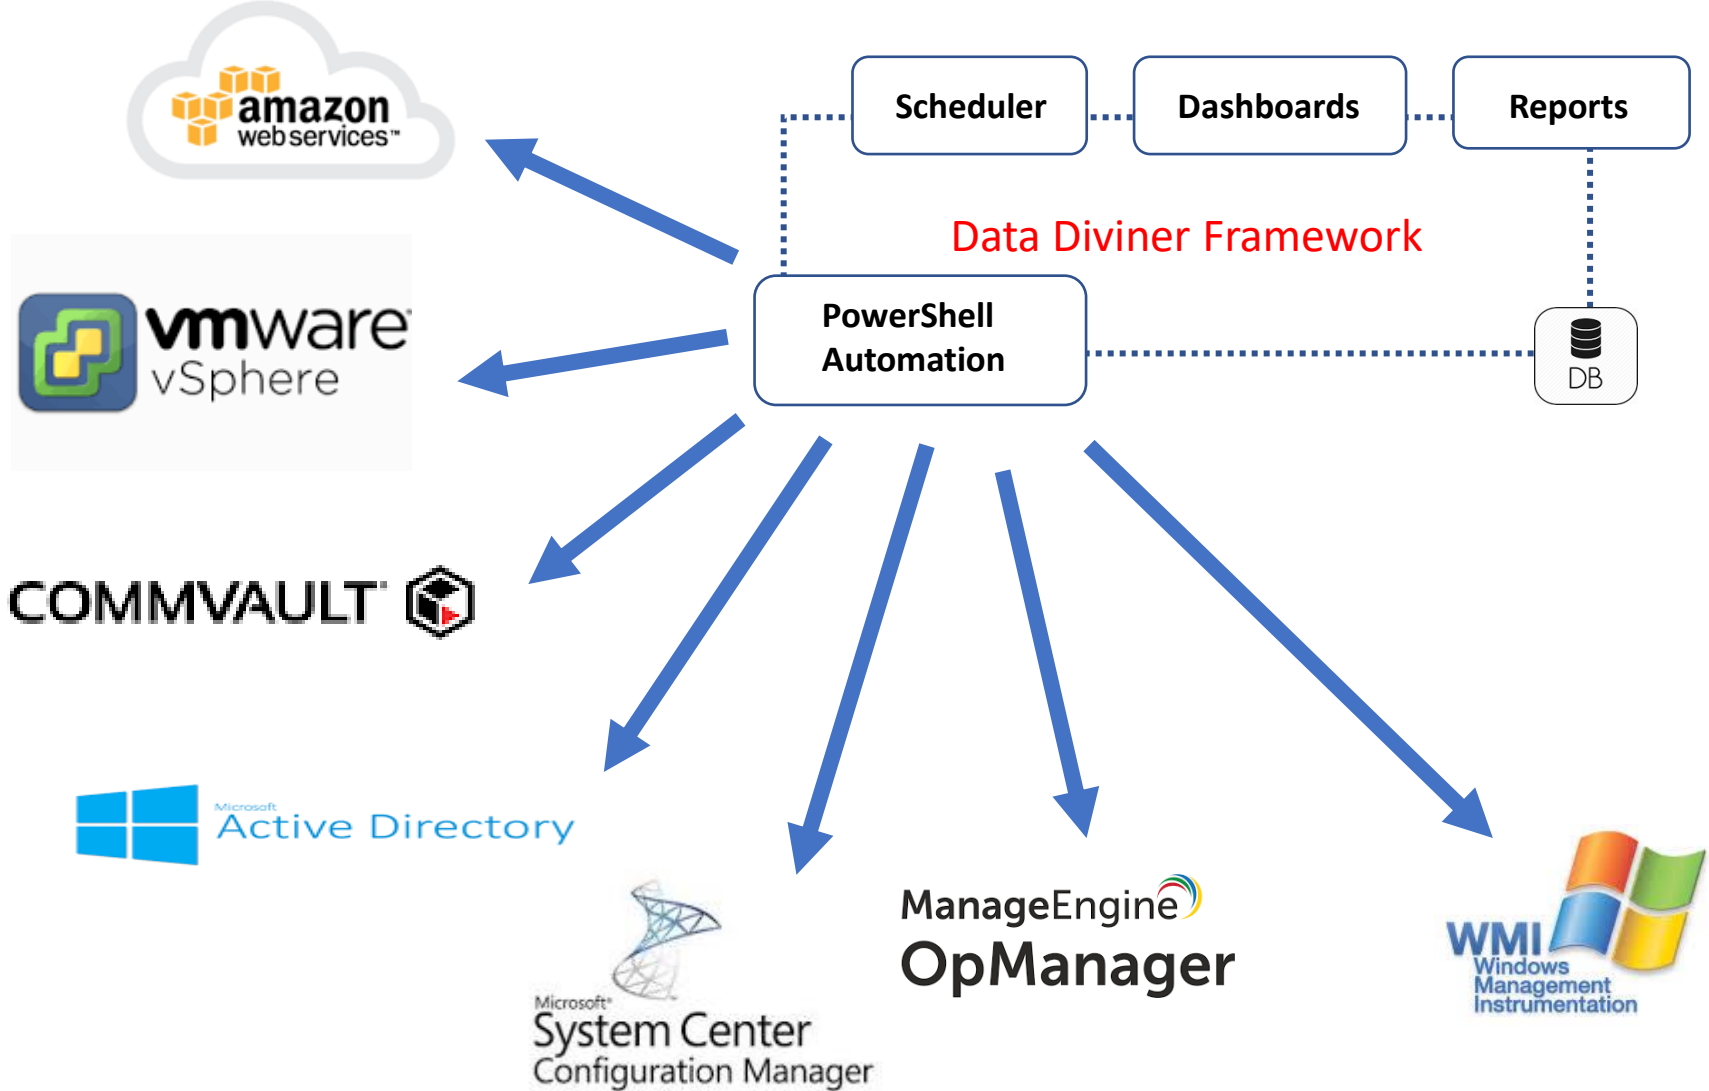 amazon
web services™
Scheduler
Dashboards
Reports
Data Diviner Framework
PowerShell
Automation
DB
vmware
vSphere
COMMVAULT
Microsoft
Active Directory
Microsoft®
System Center
Configuration Manager
ManageEngine
OpManager
WMI
Windows
Management
Instrumentation